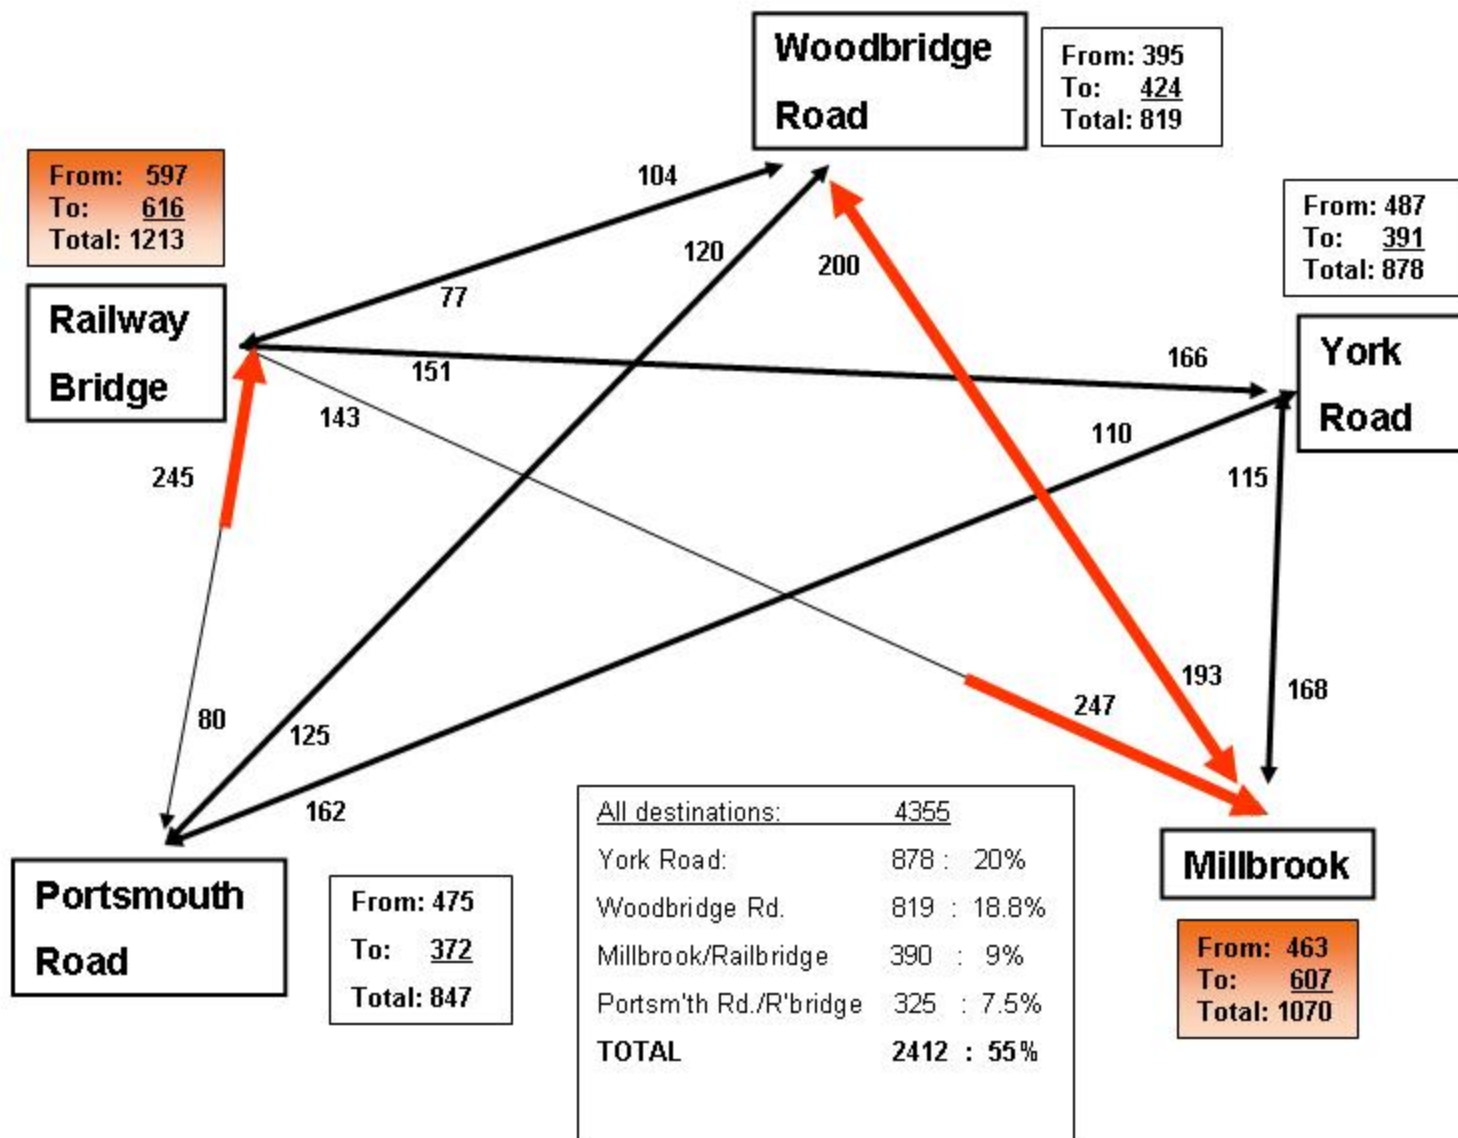 Woodbridge
Road
From: 395
To: 424
Total: 819
From: 597
To: 616
Total: 1213
Railway
Bridge
From: 487
To: 391
Total: 878
York
Road
104
77
120
200
151
166
143
110
245
115
80
125
162
193
247
168
Portsmouth
Road
From: 475
To: 372
Total: 847
All destinations: 4355
York Road: 878 : 20%
Woodbridge Rd. 819 : 18.8%
Millbrook/Railbridge 390 : 9%
Portsm'th Rd./R'bridge 325 : 7.5%
TOTAL 2412 : 55%
Millbrook
From: 463
To: 607
Total: 1070